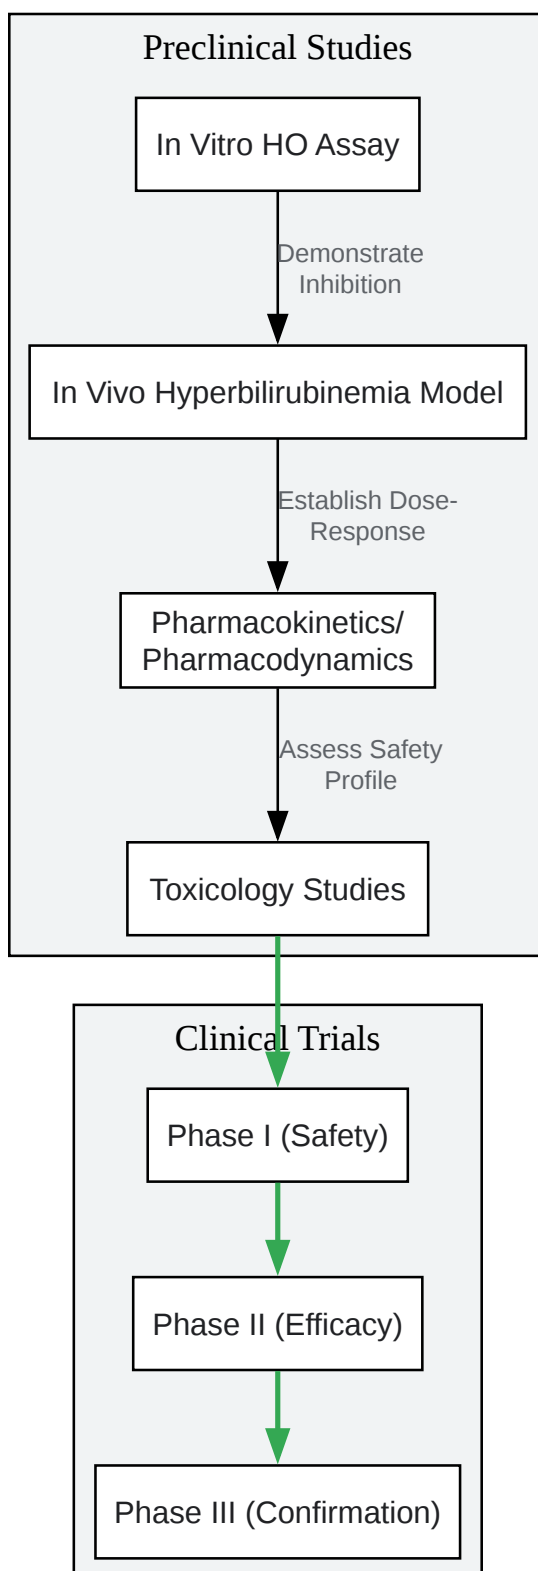 Preclinical Studies
In Vitro HO Assay
Demonstrate
Inhibition
In Vivo Hyperbilirubinemia Model
Establish Dose-
Response
Pharmacokinetics/
Pharmacodynamics
Assess Safety
Profile
Toxicology Studies
Clinical Trials
Phase I (Safety)
Phase II (Efficacy)
Phase III (Confirmation)